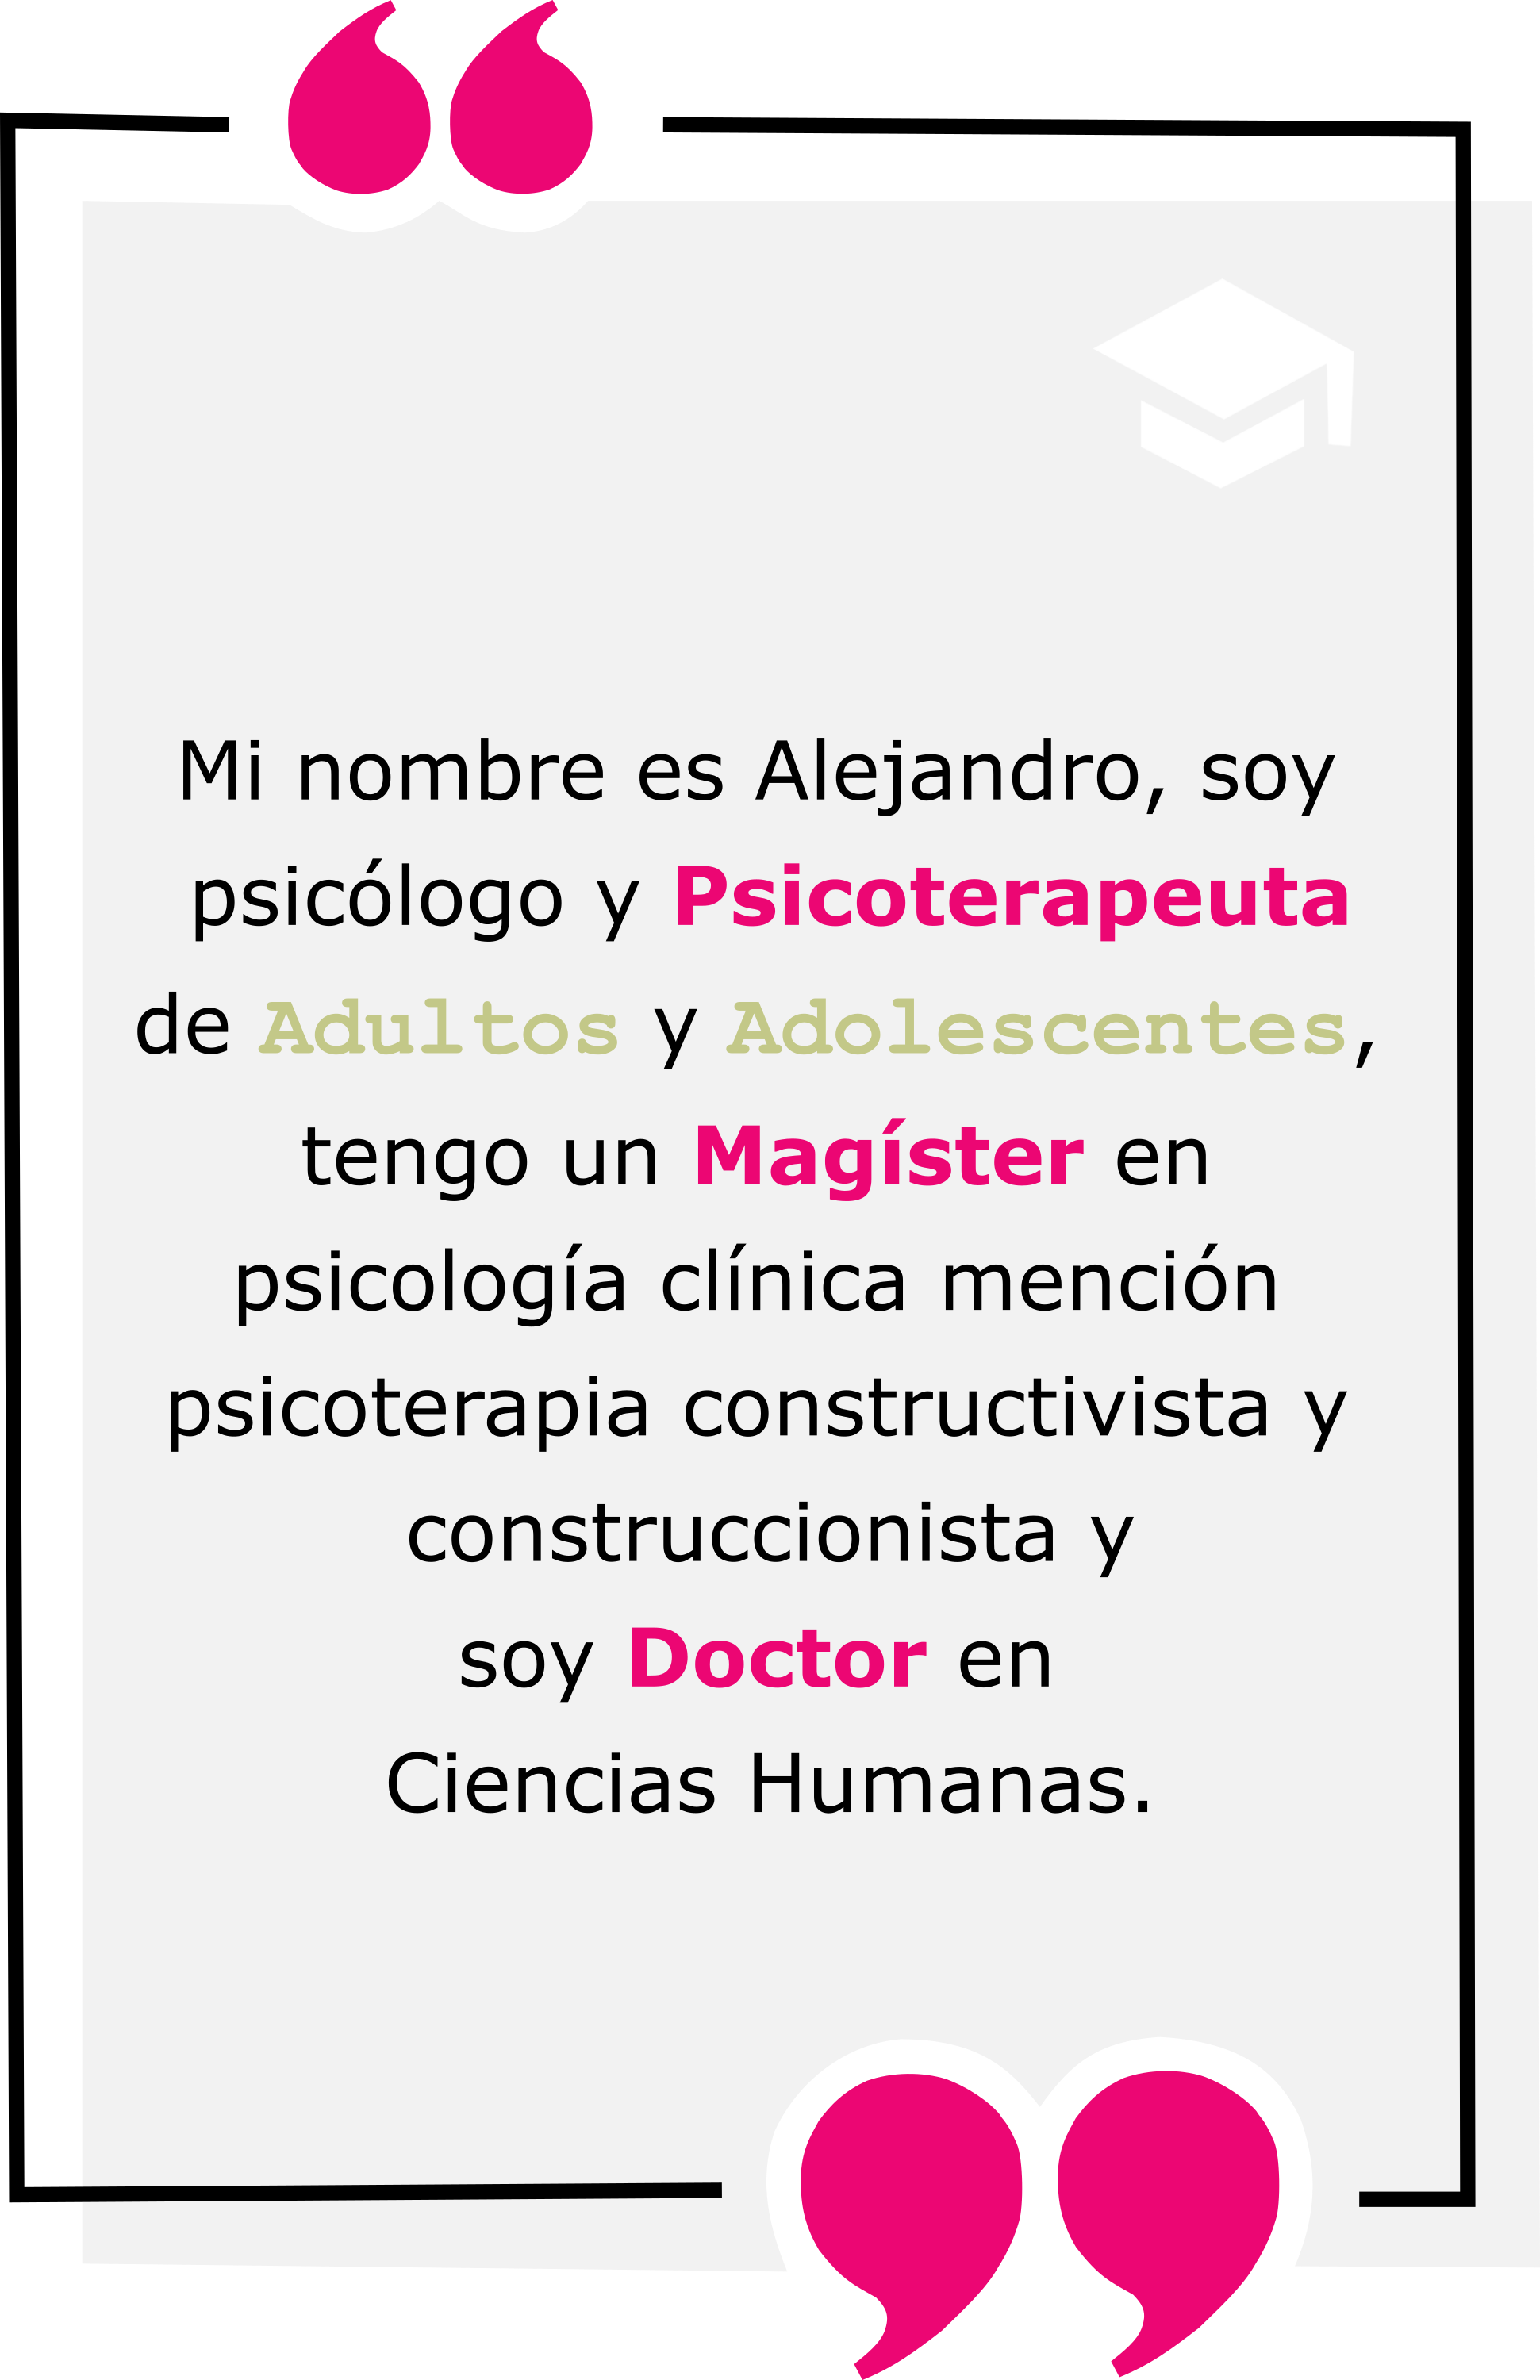 Mi nombre es Alejandro, soy
psicólogo y Psicoterapeuta
de Adultos y Adolescentes,
tengo un Magíster en
psicología clínica mención
psicoterapia constructivista y
construccionista y
soy Doctor en
Ciencias Humanas.